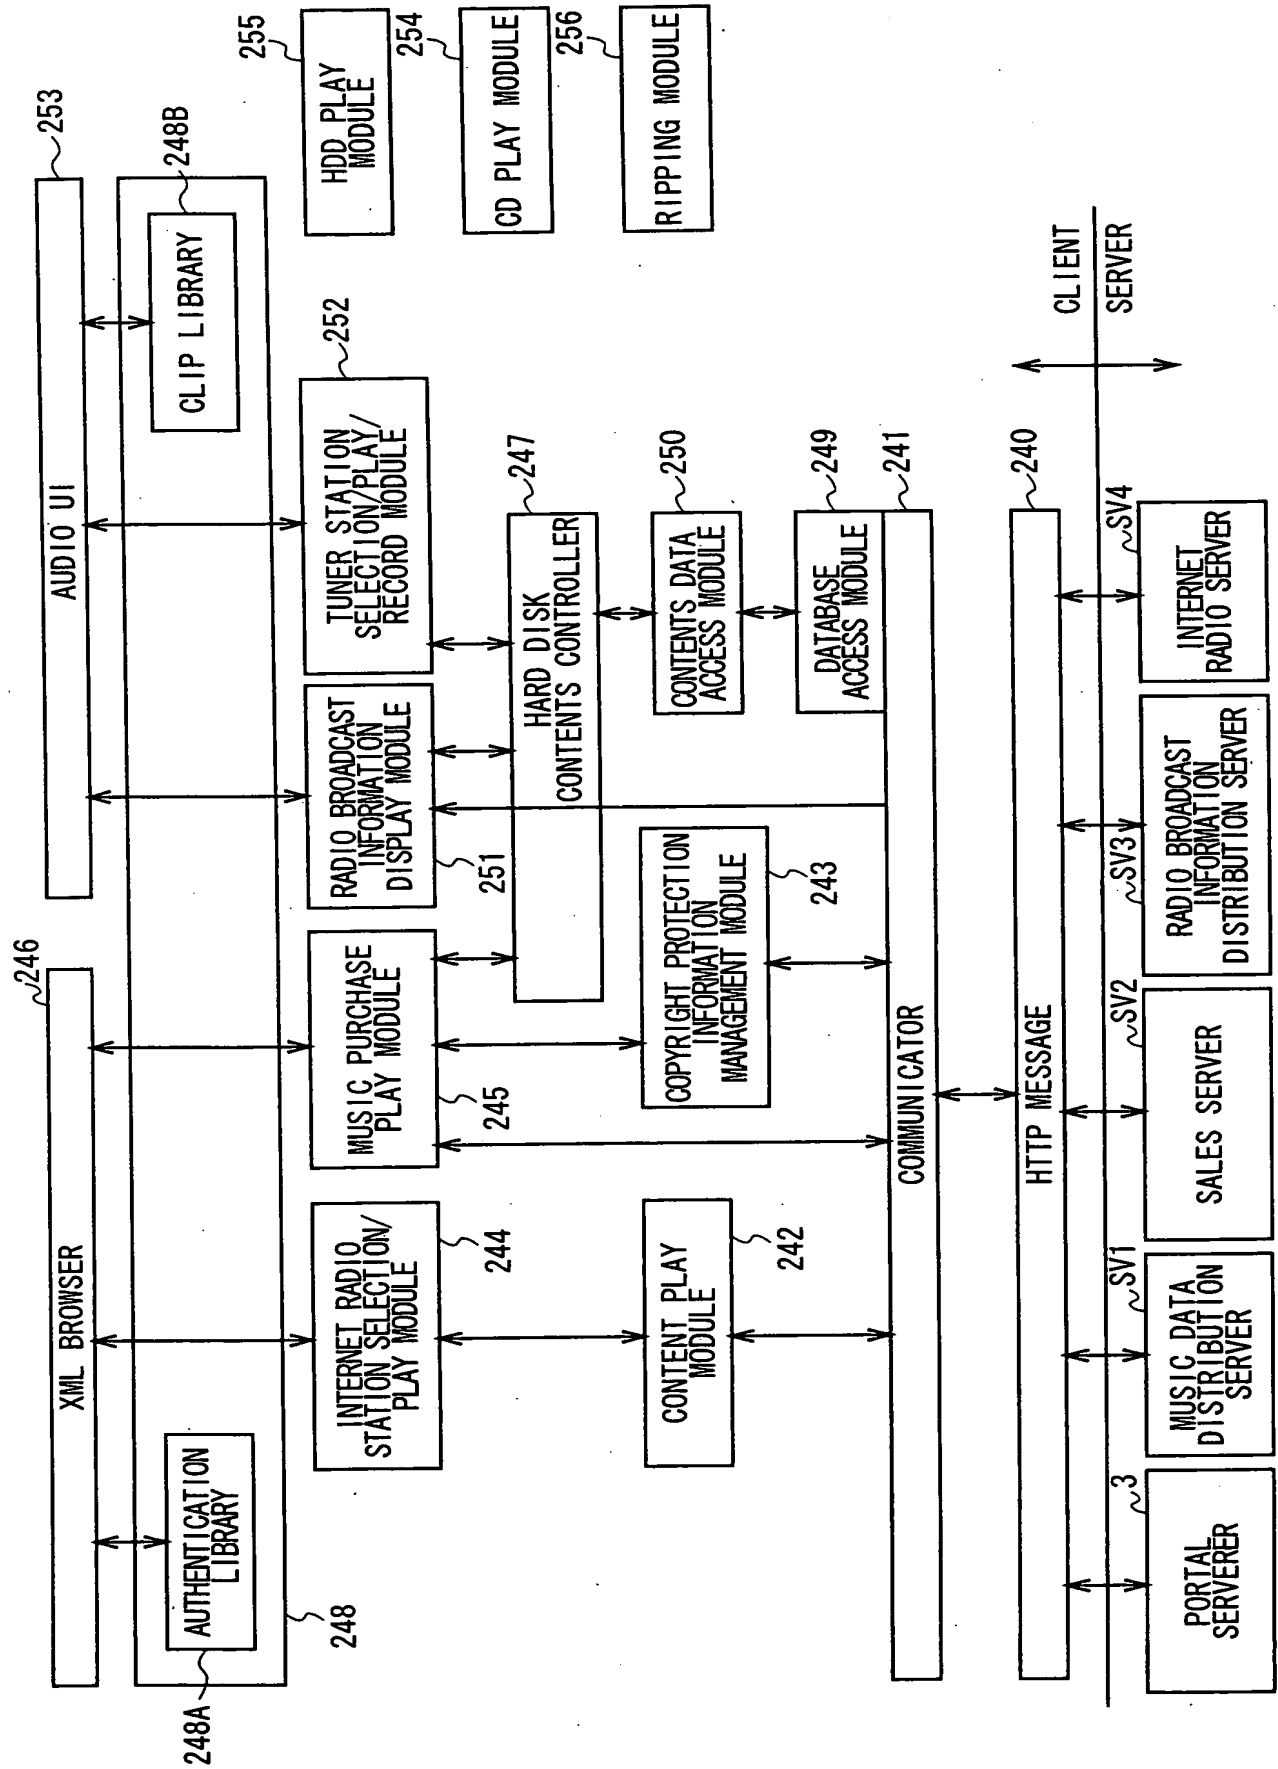 246
XML BROWSER
253
AUDIO UI
248A
AUTHENTICATION
LIBRARY
248
248B
CLIP LIBRARY
INTERNET RADIO
STATION SELECTION/
PLAY MODULE
244
MUSIC PURCHASE
PLAY MODULE
245
RADIO BROADCAST
INFORMATION
DISPLAY MODULE
251
TUNER STATION
SELECTION/PLAY/
RECORD MODULE
252
HDD PLAY
MODULE
255
CD PLAY MODULE
254
RIPPING MODULE
256
HARD DISK
CONTENTS CONTROLLER
247
CONTENT PLAY
MODULE
242
COPYRIGHT PROTECTION
INFORMATION
MANAGEMENT MODULE
243
CONTENTS DATA
ACCESS MODULE
250
DATABASE
ACCESS MODULE
249
COMMUNICATOR
241
HTTP MESSAGE
240
CLIENT
SERVER
PORTAL
SERVERER
3
MUSIC DATA
DISTRIBUTION
SERVER
SV1
SALES SERVER
SV2
RADIO BROADCAST
INFORMATION
DISTRIBUTION SERVER
SV3
INTERNET
RADIO SERVER
SV4